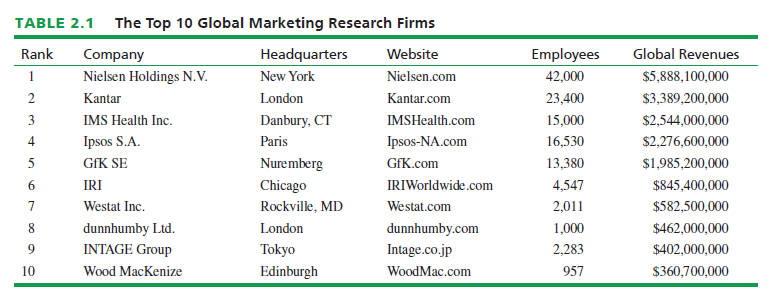 TABLE 2.1 The Top 10 Global Marketing Research Firms
Rank Company Headquarters Website Employees Global Revenues
1 Nielsen Holdings N.V. New York Nielsen.com 42,000 $5,888,100,000
2 Kantar London Kantar.com 23,400 $3,389,200,000
3 IMS Health Inc. Danbury, CT IMSHealth.com 15,000 $2,544,000,000
4 Ipsos S.A. Paris Ipsos-NA.com 16,530 $2,276,600,000
5 GfK SE Nuremberg GfK.com 13,380 $1,985,200,000
6 IRI Chicago IRIWorldwide.com 4,547 $845,400,000
7 Westat Inc. Rockville, MD Westat.com 2,011 $582,500,000
8 dunnhumby Ltd. London dunnhumby.com 1,000 $462,000,000
9 INTAGE Group Tokyo Intage.co.jp 2,283 $402,000,000
10 Wood MacKenize Edinburgh WoodMac.com 957 $360,700,000